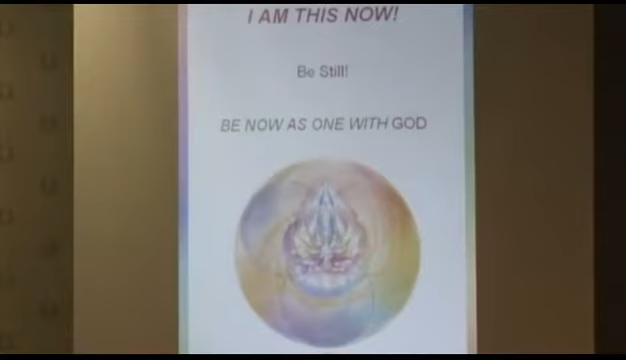 I AM THIS NOW!
Be Still!
BE NOW AS ONE WITH GOD